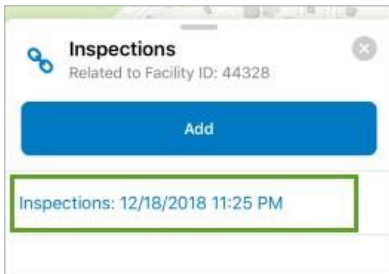 Inspections
Related to Facility ID: 44328
Add
Inspections: 12/18/2018 11:25 PM